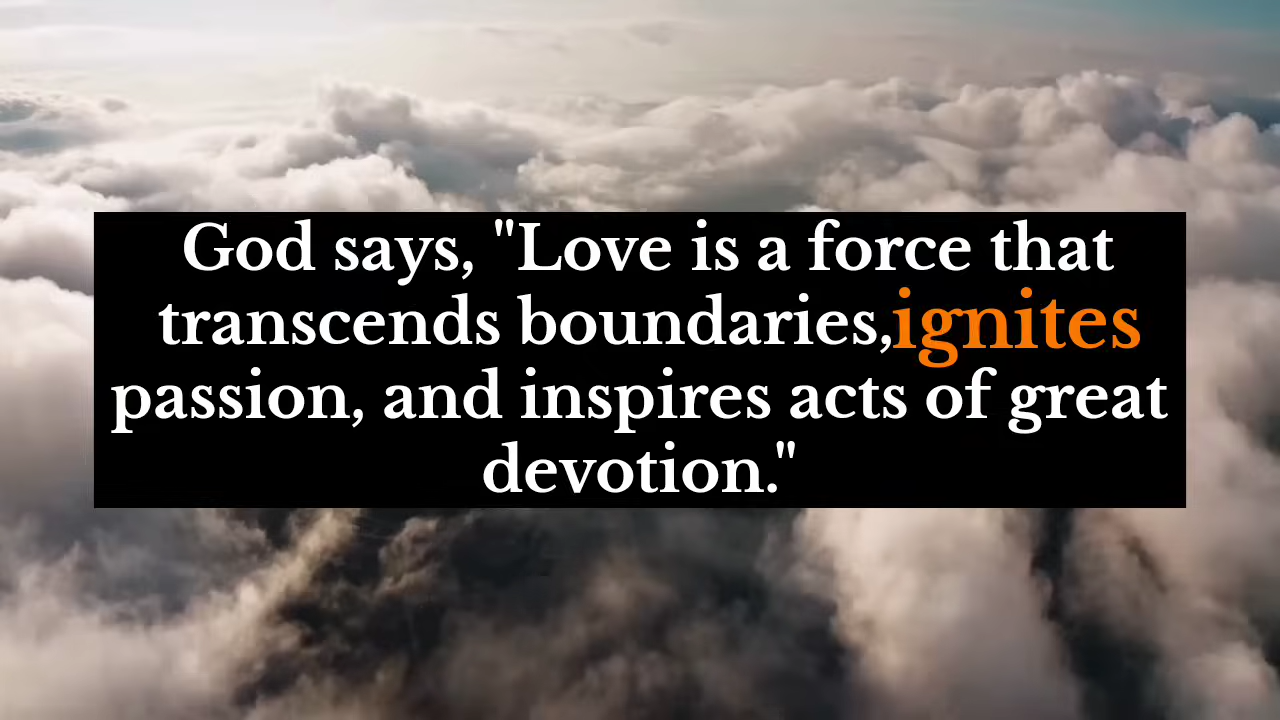 God says, "Love is a force that
transcends boundaries,ignites
passion, and inspires acts of great
devotion."